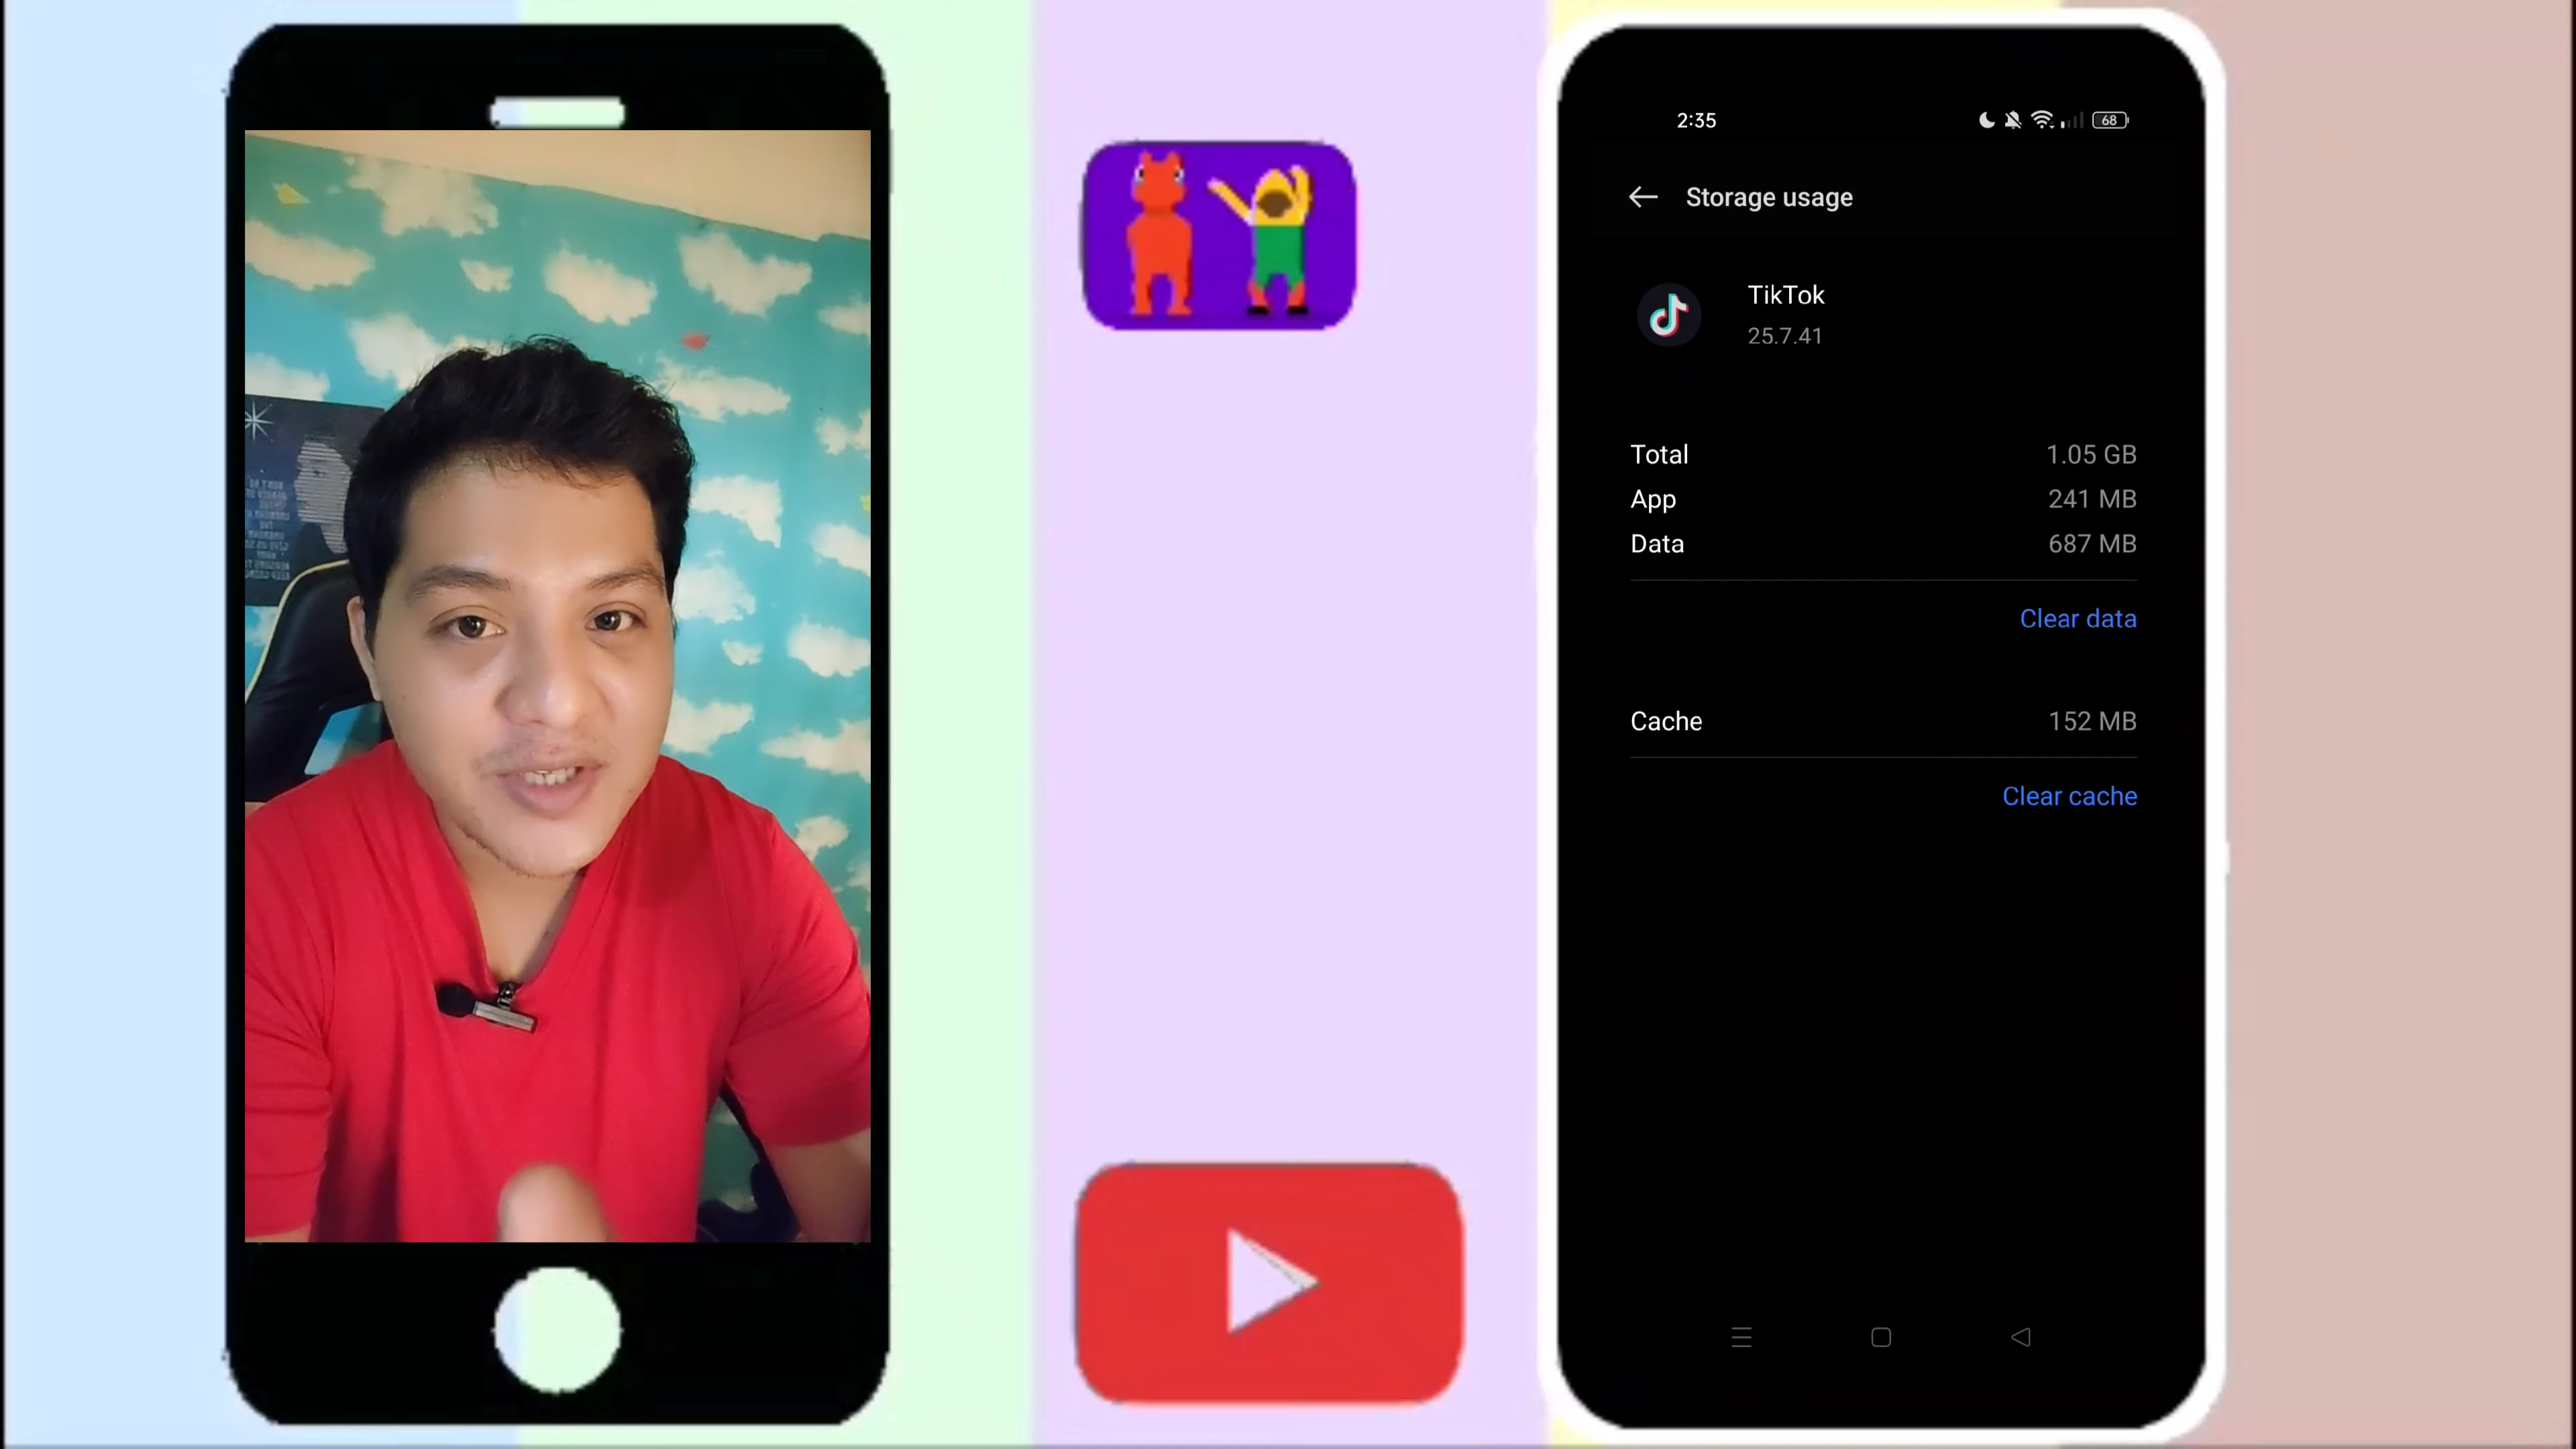 2:35
68
Storage usage
TikTok
25.7.41
Total 1.05 GB
App 241 MB
Data 687 MB
Clear data
Cache 152 MB
Clear cache